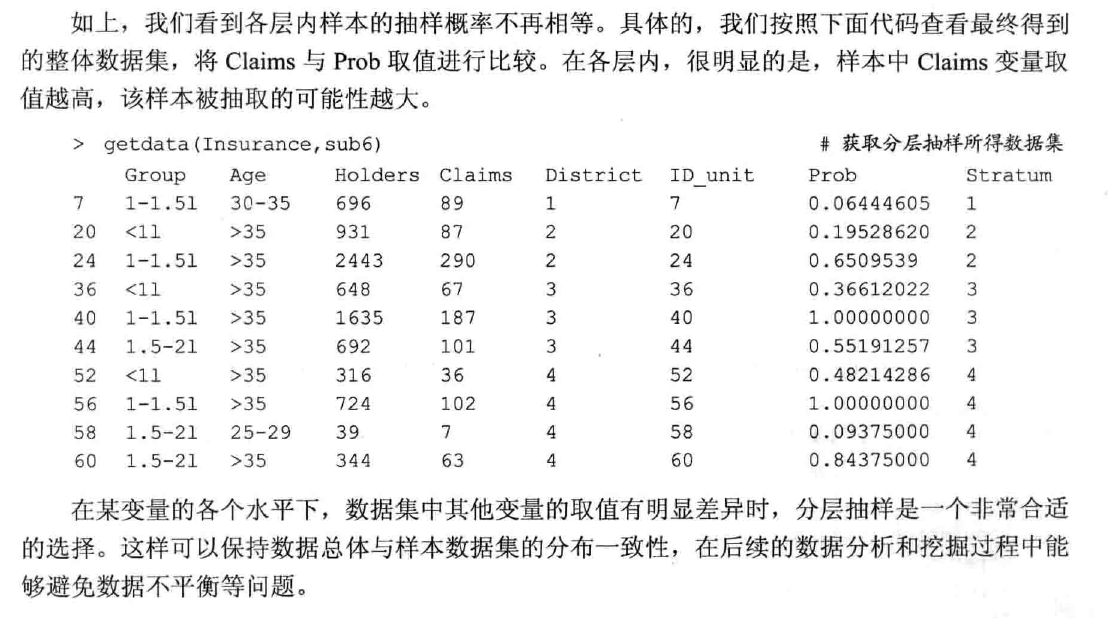 如上，我们看到各层内样本的抽样概率不再相等。具体的，我们按照下面代码查看最终得到
的整体数据集，将 Claims 与 Prob 取值进行比较。在各层内，很明显的是，样本中 Claims 变量取
值越高，该样本被抽取的可能性越大。
> getdata(Insurance,sub6) # 获取分层抽样所得数据集
Group Age Holders Claims District ID_unit Prob Stratum
7 1-1.5l 30-35 696 89 1 7 0.06444605 1
20 <1l >35 931 87 2 20 0.19528620 2
24 1-1.5l >35 2443 290 2 24 0.6509539 2
36 <1l >35 648 67 3 36 0.36612022 3
40 1-1.5l >35 1635 187 3 40 1.00000000 3
44 1.5-2l >35 692 101 3 44 0.55191257 3
52 <1l >35 316 36 4 52 0.48214286 4
56 1-1.5l >35 724 102 4 56 1.00000000 4
58 1.5-2l 25-29 39 7 4 58 0.09375000 4
60 1.5-2l >35 344 63 4 60 0.84375000 4
在某变量的各个水平下，数据集中其他变量的取值有明显差异时，分层抽样是一个非常合适
的选择。这样可以保持数据总体与样本数据集的分布一致性，在后续的数据分析和挖掘过程中能
够避免数据不平衡等问题。